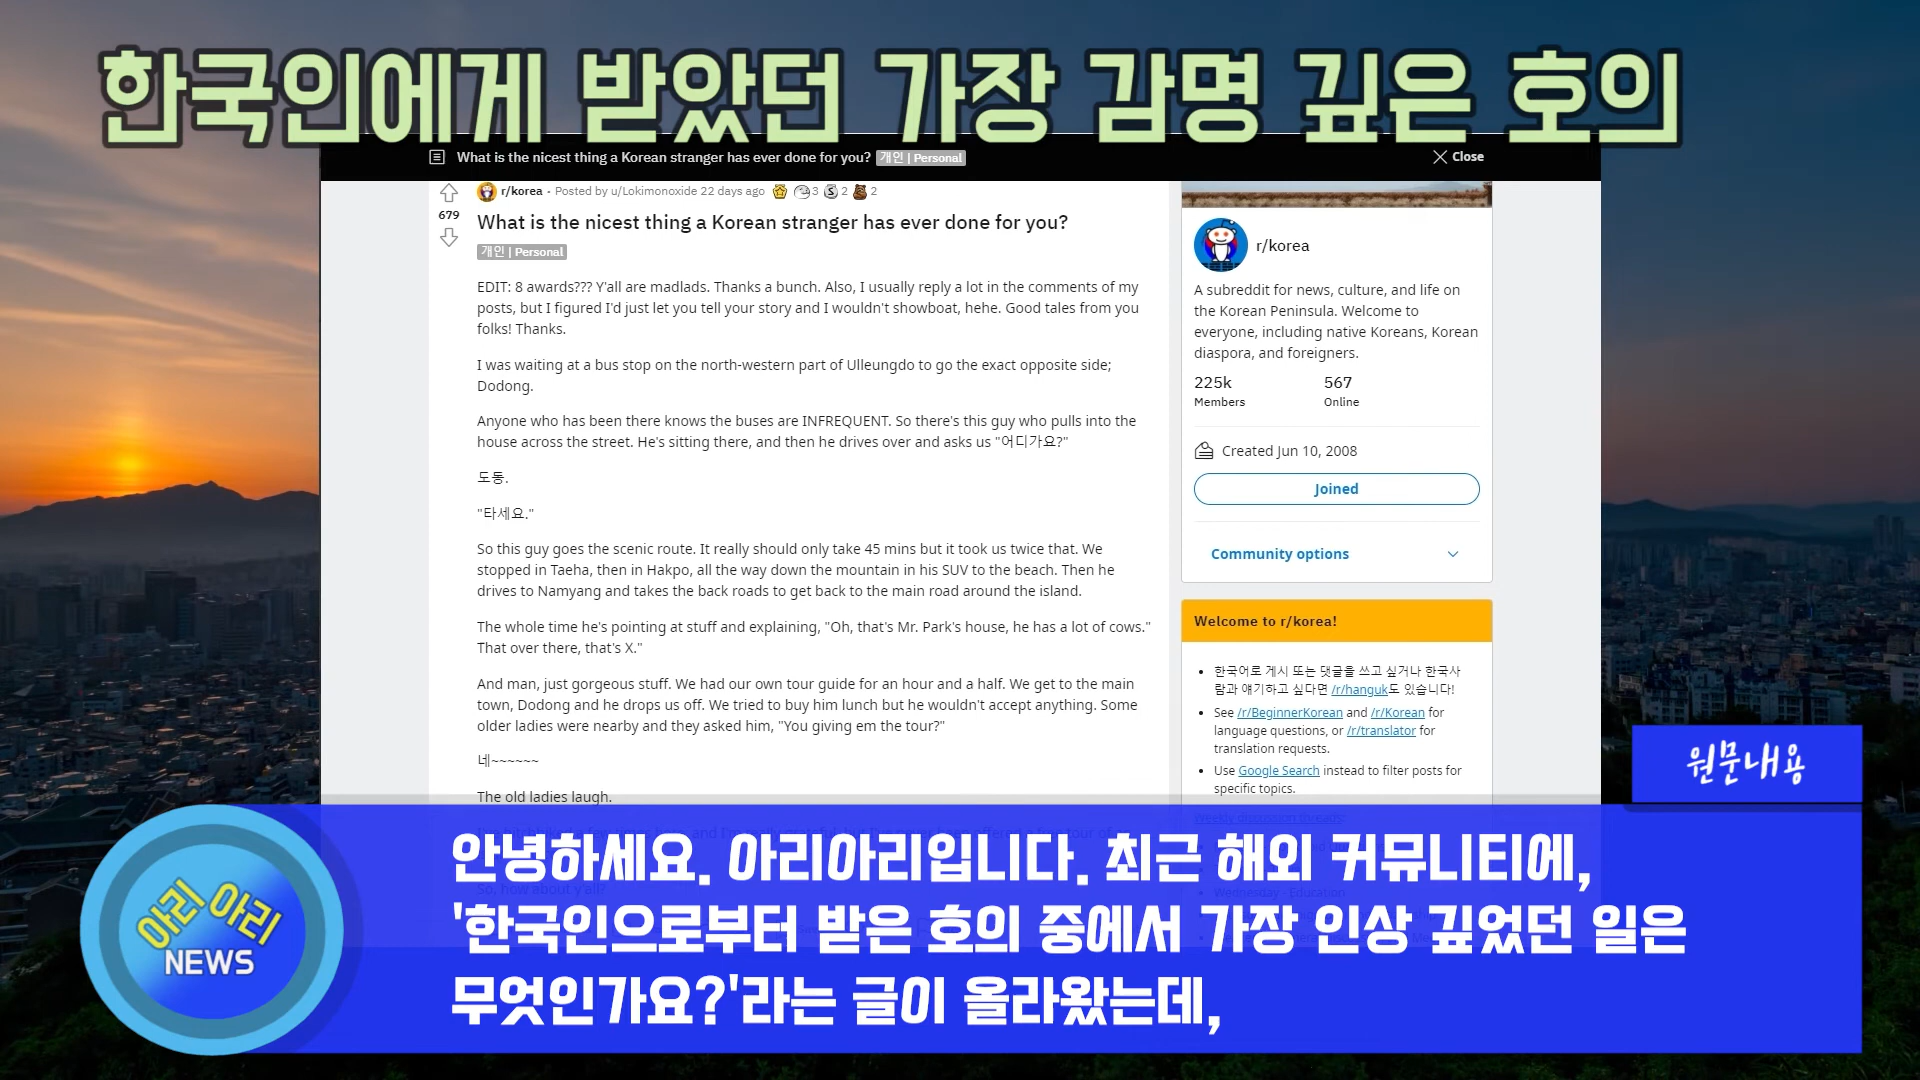 한국인에게 받았던 가장 감명 깊은 호의
What is the nicest thing a Korean stranger has ever done for you? 개인 | Personal
Close
r/korea • Posted by u/Lokimonoxide 22 days ago 3 2 2
679
What is the nicest thing a Korean stranger has ever done for you?
개인 | Personal
EDIT: 8 awards??? Y'all are madlads. Thanks a bunch. Also, I usually reply a lot in the comments of my
posts, but I figured I'd just let you tell your story and I wouldn't showboat, hehe. Good tales from you
folks! Thanks.
I was waiting at a bus stop on the north-western part of Ulleungdo to go the exact opposite side;
Dodong.
Anyone who has been there knows the buses are INFREQUENT. So there's this guy who pulls into the
house across the street. He's sitting there, and then he drives over and asks us "어디가요?"
도동.
"타세요."
So this guy goes the scenic route. It really should only take 45 mins but it took us twice that. We
stopped in Taeha, then in Hakpo, all the way down the mountain in his SUV to the beach. Then he
drives to Namyang and takes the back roads to get back to the main road around the island.
The whole time he's pointing at stuff and explaining, "Oh, that's Mr. Park's house, he has a lot of cows."
That over there, that's X."
And man, just gorgeous stuff. We had our own tour guide for an hour and a half. We get to the main
town, Dodong and he drops us off. We tried to buy him lunch but he wouldn't accept anything. Some
older ladies were nearby and they asked him, "You giving em the tour?"
네~~~~~~
The old ladies laugh.
So, how about y'all?
r/korea
A subreddit for news, culture, and life on
the Korean Peninsula. Welcome to
everyone, including native Koreans, Korean
diaspora, and foreigners.
225k
Members
567
Online
Created Jun 10, 2008
Joined
Community options
Welcome to r/korea!
• 한국어로 게시 또는 댓글을 쓰고 싶거나 한국사
람과 얘기하고 싶다면 /r/hanguk도 있습니다!
• See /r/BeginnerKorean and /r/Korean for
language questions, or /r/translator for
translation requests.
• Use Google Search instead to filter posts for
specific topics.
Weekly discussion threads:
Wednesday - Education
원문내용
아리아리
NEWS
안녕하세요. 아리아리입니다. 최근 해외 커뮤니티에,
'한국인으로부터 받은 호의 중에서 가장 인상 깊었던 일은
무엇인가요?'라는 글이 올라왔는데,